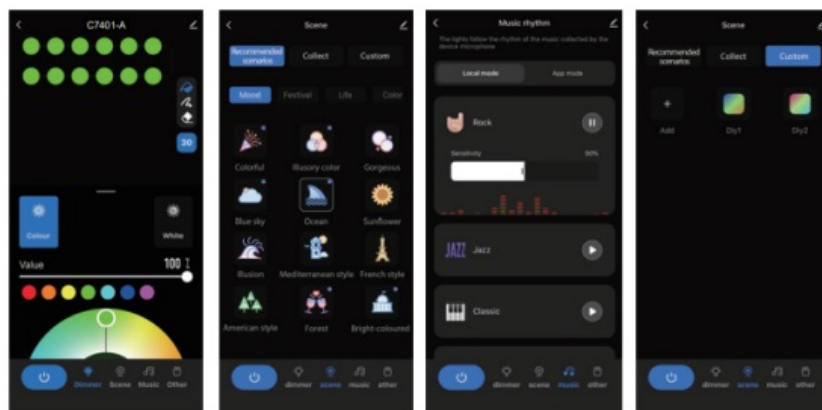 C7401-A
30
Colour
White
Value
100 %
Dimmer
Scene
Music
Other
Scene
Recommended
scenarios
Collect
Custom
Mood
Festival
Life
Color
Colorful
Illusory color
Gorgeous
Blue sky
Ocean
Sunflower
Illusion
Mediterranean style
French style
American style
Forest
Bright-coloured
dimmer
scene
music
other
Music rhythm
The lights follow the rhythm of the music collected by the
device microphone
Local mode
App mode
Rock
Sensitivity
50%
JAZZ
Jazz
Classic
dimmer
scene
music
other
Scene
Recommended
scenarios
Collect
Custom
Add
Diy1
Diy2
dimmer
scene
music
other